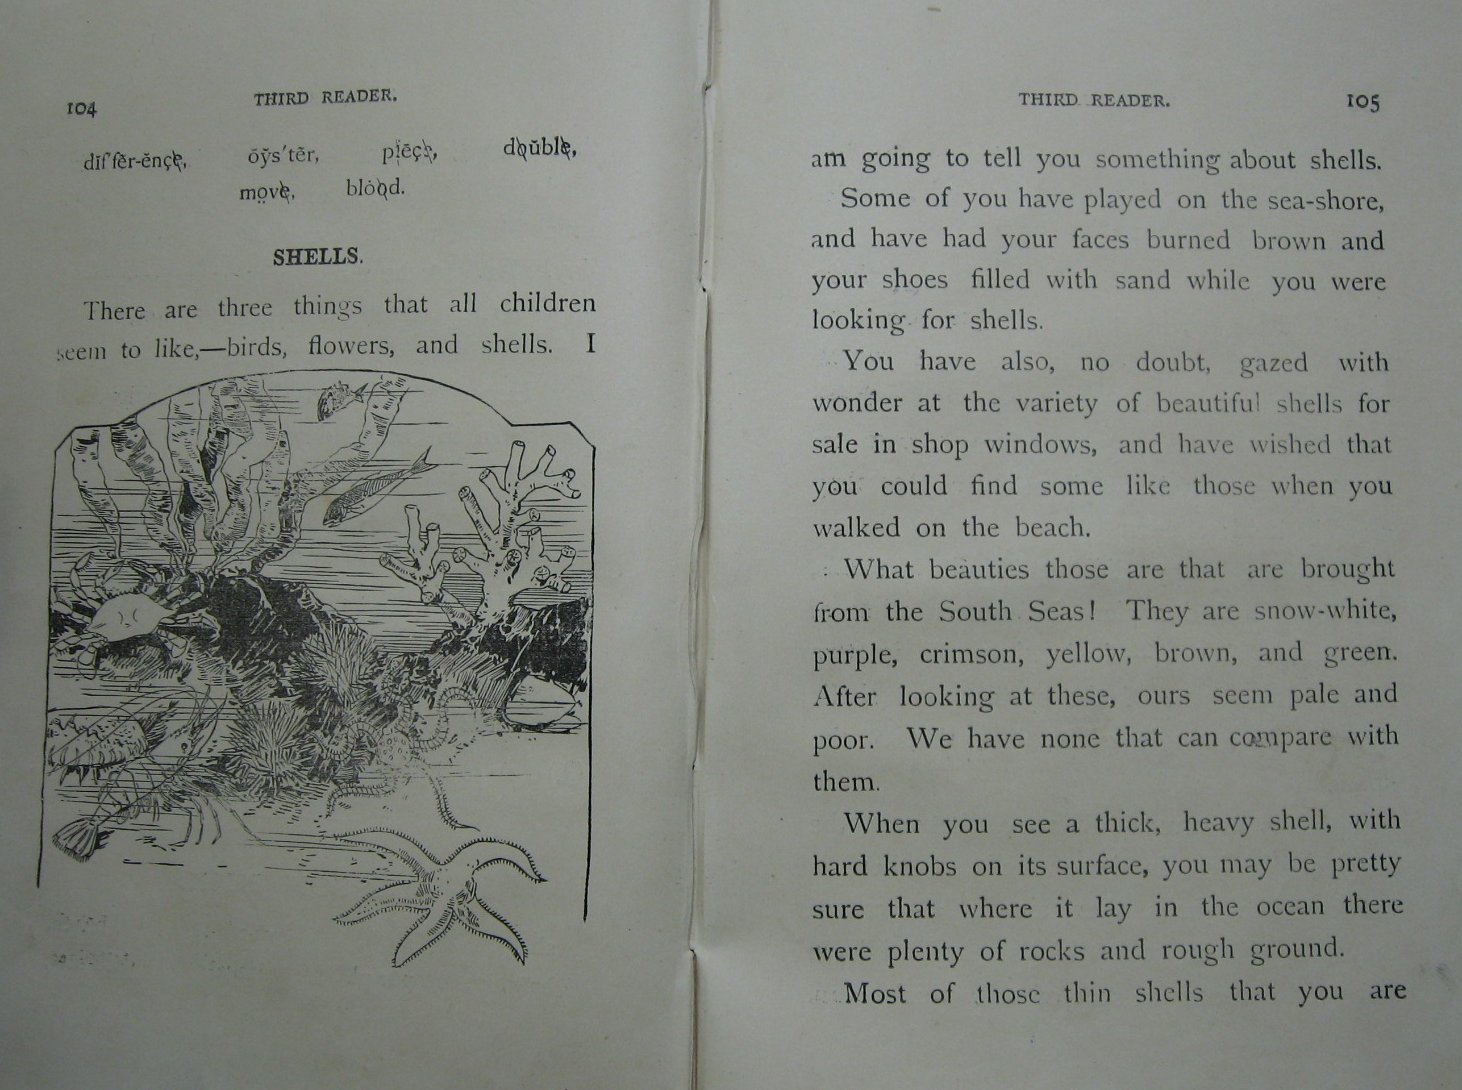 104 THIRD READER.
dĭf'fẽr-ĕnçe, óy̆s'tẽr, piēçe, dŏŭble,
mo̤ve, blȯȯd.
SHELLS.
There are three things that all children
seem to like,—birds, flowers, and shells. I
THIRD READER. 105
am going to tell you something about shells.
Some of you have played on the sea-shore,
and have had your faces burned brown and
your shoes filled with sand while you were
looking for shells.
You have also, no doubt, gazed with
wonder at the variety of beautiful shells for
sale in shop windows, and have wished that
you could find some like those when you
walked on the beach.
What beauties those are that are brought
from the South Seas! They are snow-white,
purple, crimson, yellow, brown, and green.
After looking at these, ours seem pale and
poor. We have none that can compare with
them.
When you see a thick, heavy shell, with
hard knobs on its surface, you may be pretty
sure that where it lay in the ocean there
were plenty of rocks and rough ground.
Most of those thin shells that you are